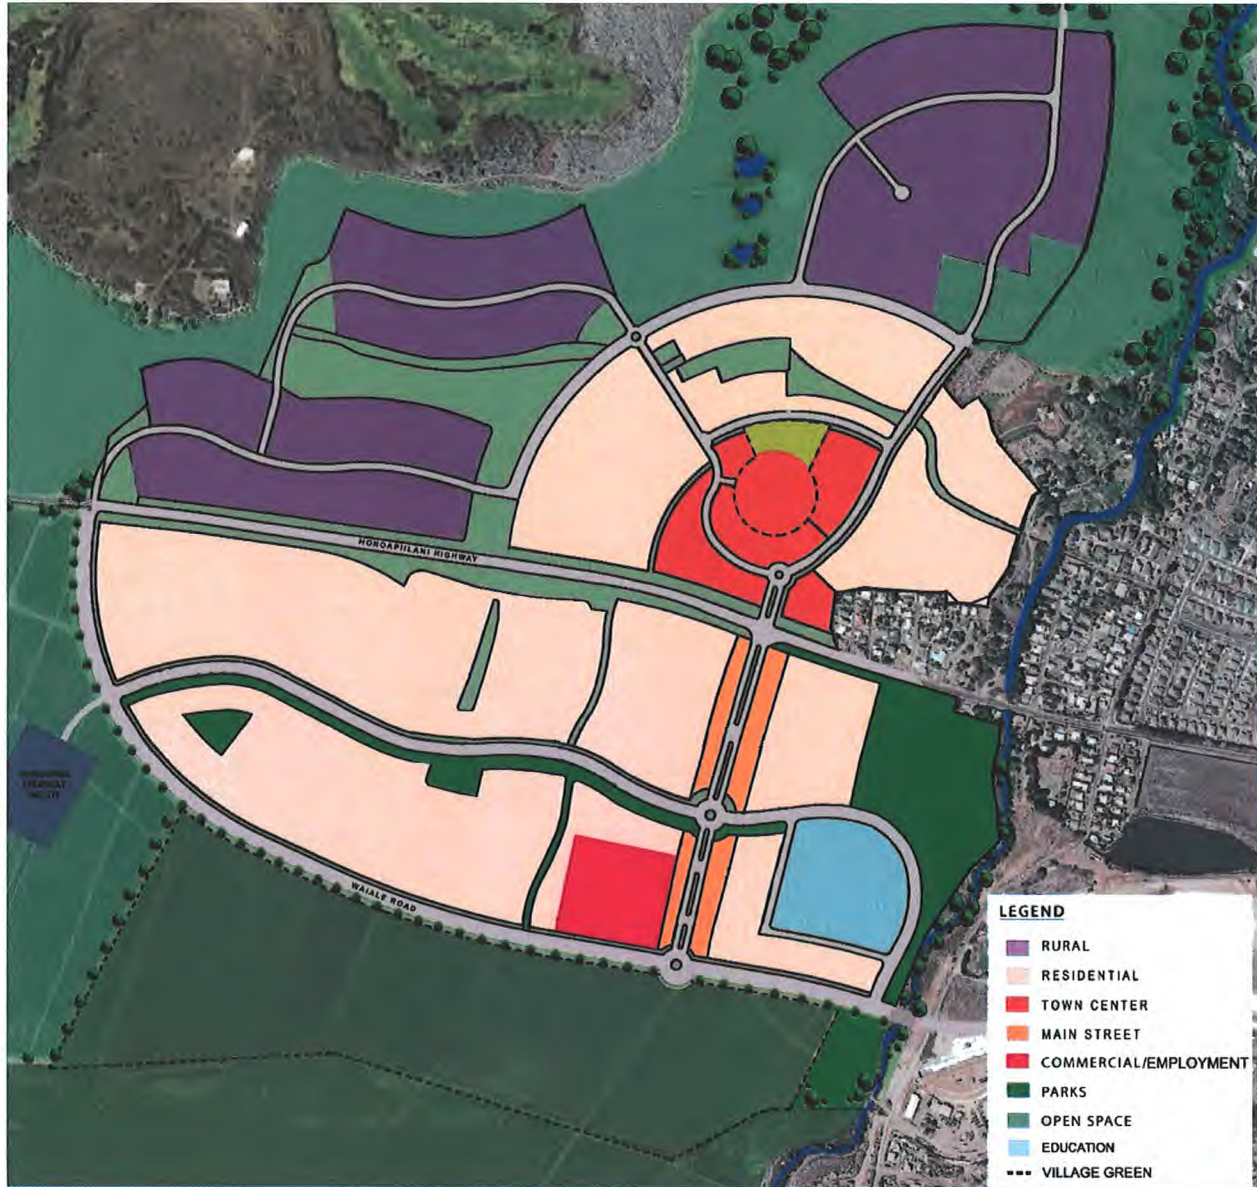 HONOAPIILANI HIGHWAY
WAIALE ROAD
LEGEND
RURAL
RESIDENTIAL
TOWN CENTER
MAIN STREET
COMMERCIAL/EMPLOYMENT
PARKS
OPEN SPACE
EDUCATION
VILLAGE GREEN